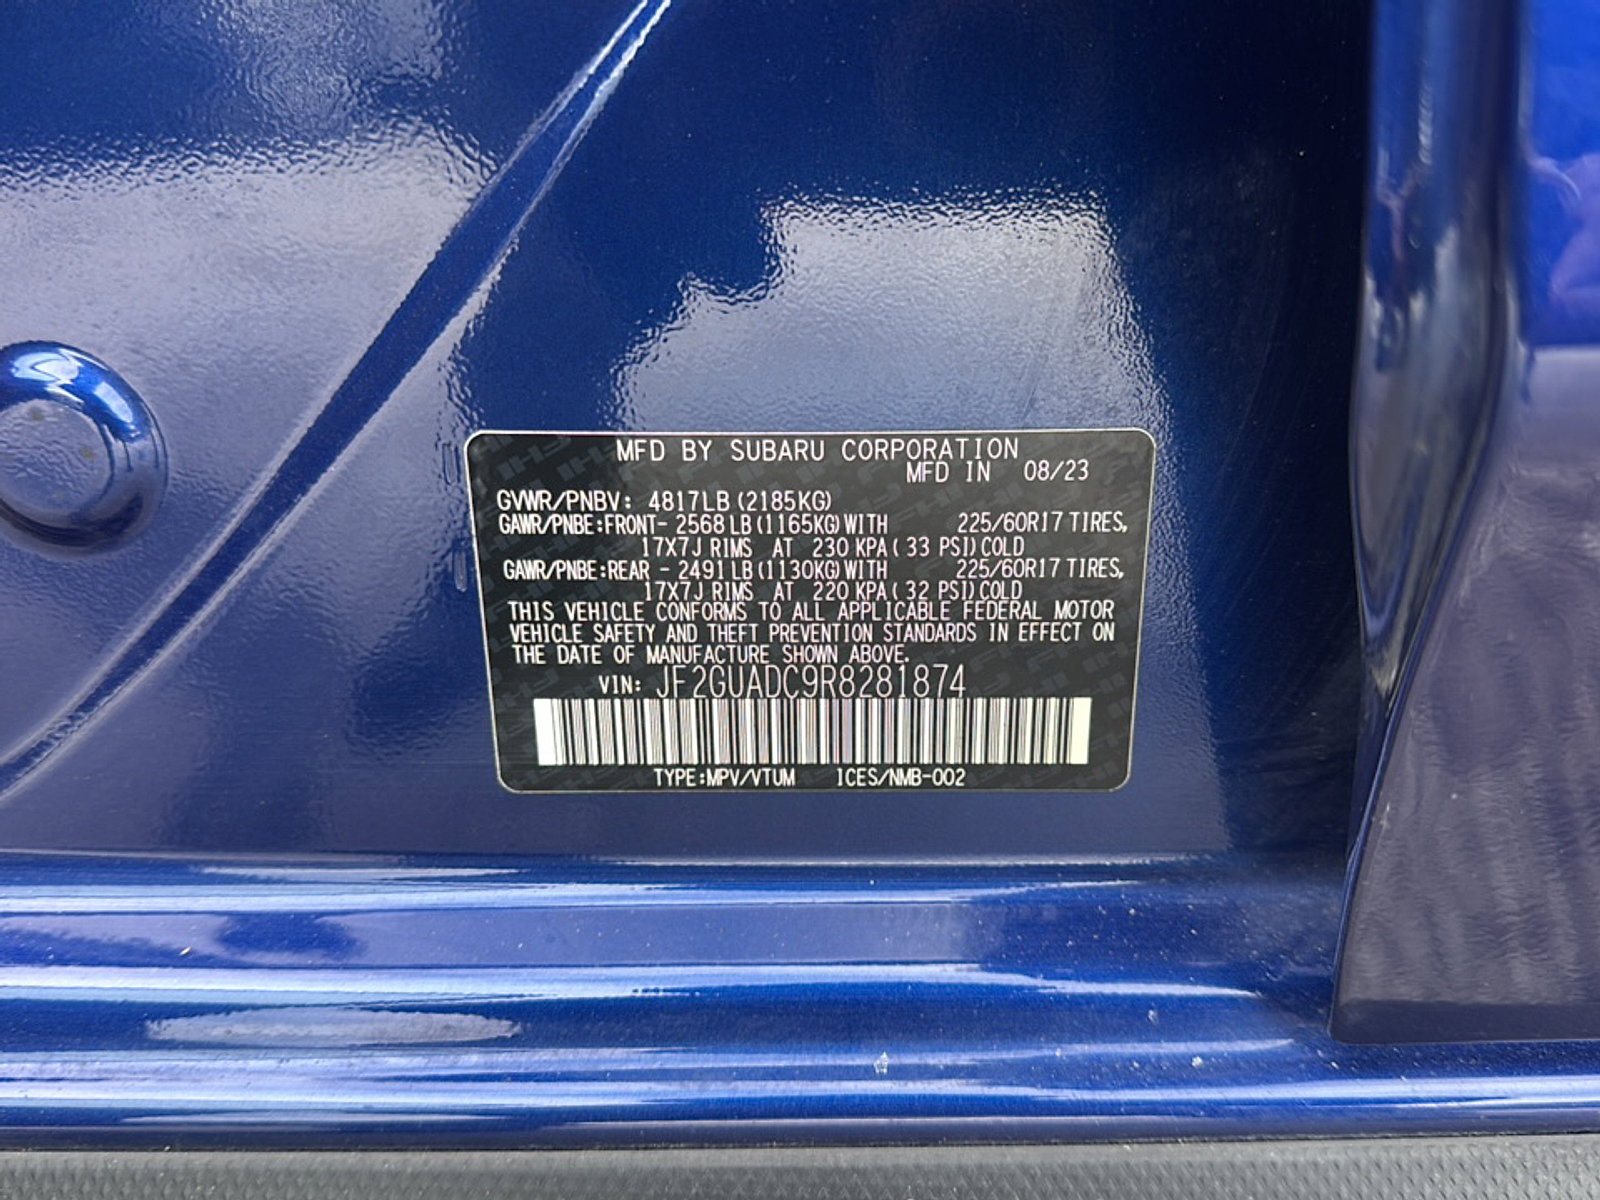 MFD BY SUBARU CORPORATION
MFD IN 08/23
GVWR/PNBV: 4817LB (2185KG)
GAWR/PNBE:FRONT- 2568 LB (1165KG) WITH 225/60R17 TIRES,
17X7J RIMS AT 230 KPA ( 33 PSI) COLD
GAWR/PNBE:REAR - 2491 LB (1130KG) WITH 225/60R17 TIRES,
17X7J RIMS AT 220 KPA ( 32 PSI) COLD
THIS VEHICLE CONFORMS TO ALL APPLICABLE FEDERAL MOTOR
VEHICLE SAFETY AND THEFT PREVENTION STANDARDS IN EFFECT ON
THE DATE OF MANUFACTURE SHOWN ABOVE.
VIN: JF2GUADC9R8281874
TYPE:MPV/VTUM ICES/NMB-002